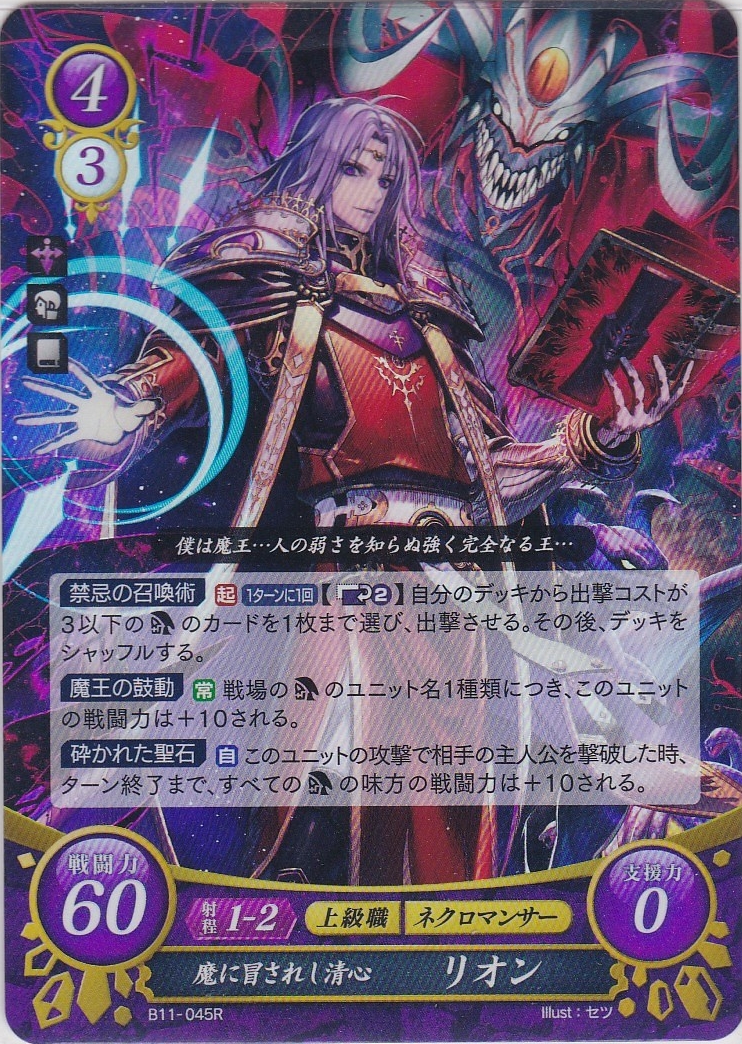 4
3
僕は魔王…人の弱さを知らぬ強く完全なる王…
禁忌の召喚術 起 1ターンに1回【2】自分のデッキから出撃コストが
3以下の のカードを1枚まで選び、出撃させる。その後、デッキを
シャッフルする。
魔王の鼓動 常 戦場の のユニット名1種類につき、このユニット
の戦闘力は+10される。
砕かれた聖石 自 このユニットの攻撃で相手の主人公を撃破した時、
ターン終了まで、すべての の味方の戦闘力は+10される。
戦闘力
60
射程 1-2 上級職 ネクロマンサー
支援力
0
魔に冒されし清心 リオン
B11-045R Illust:セツ